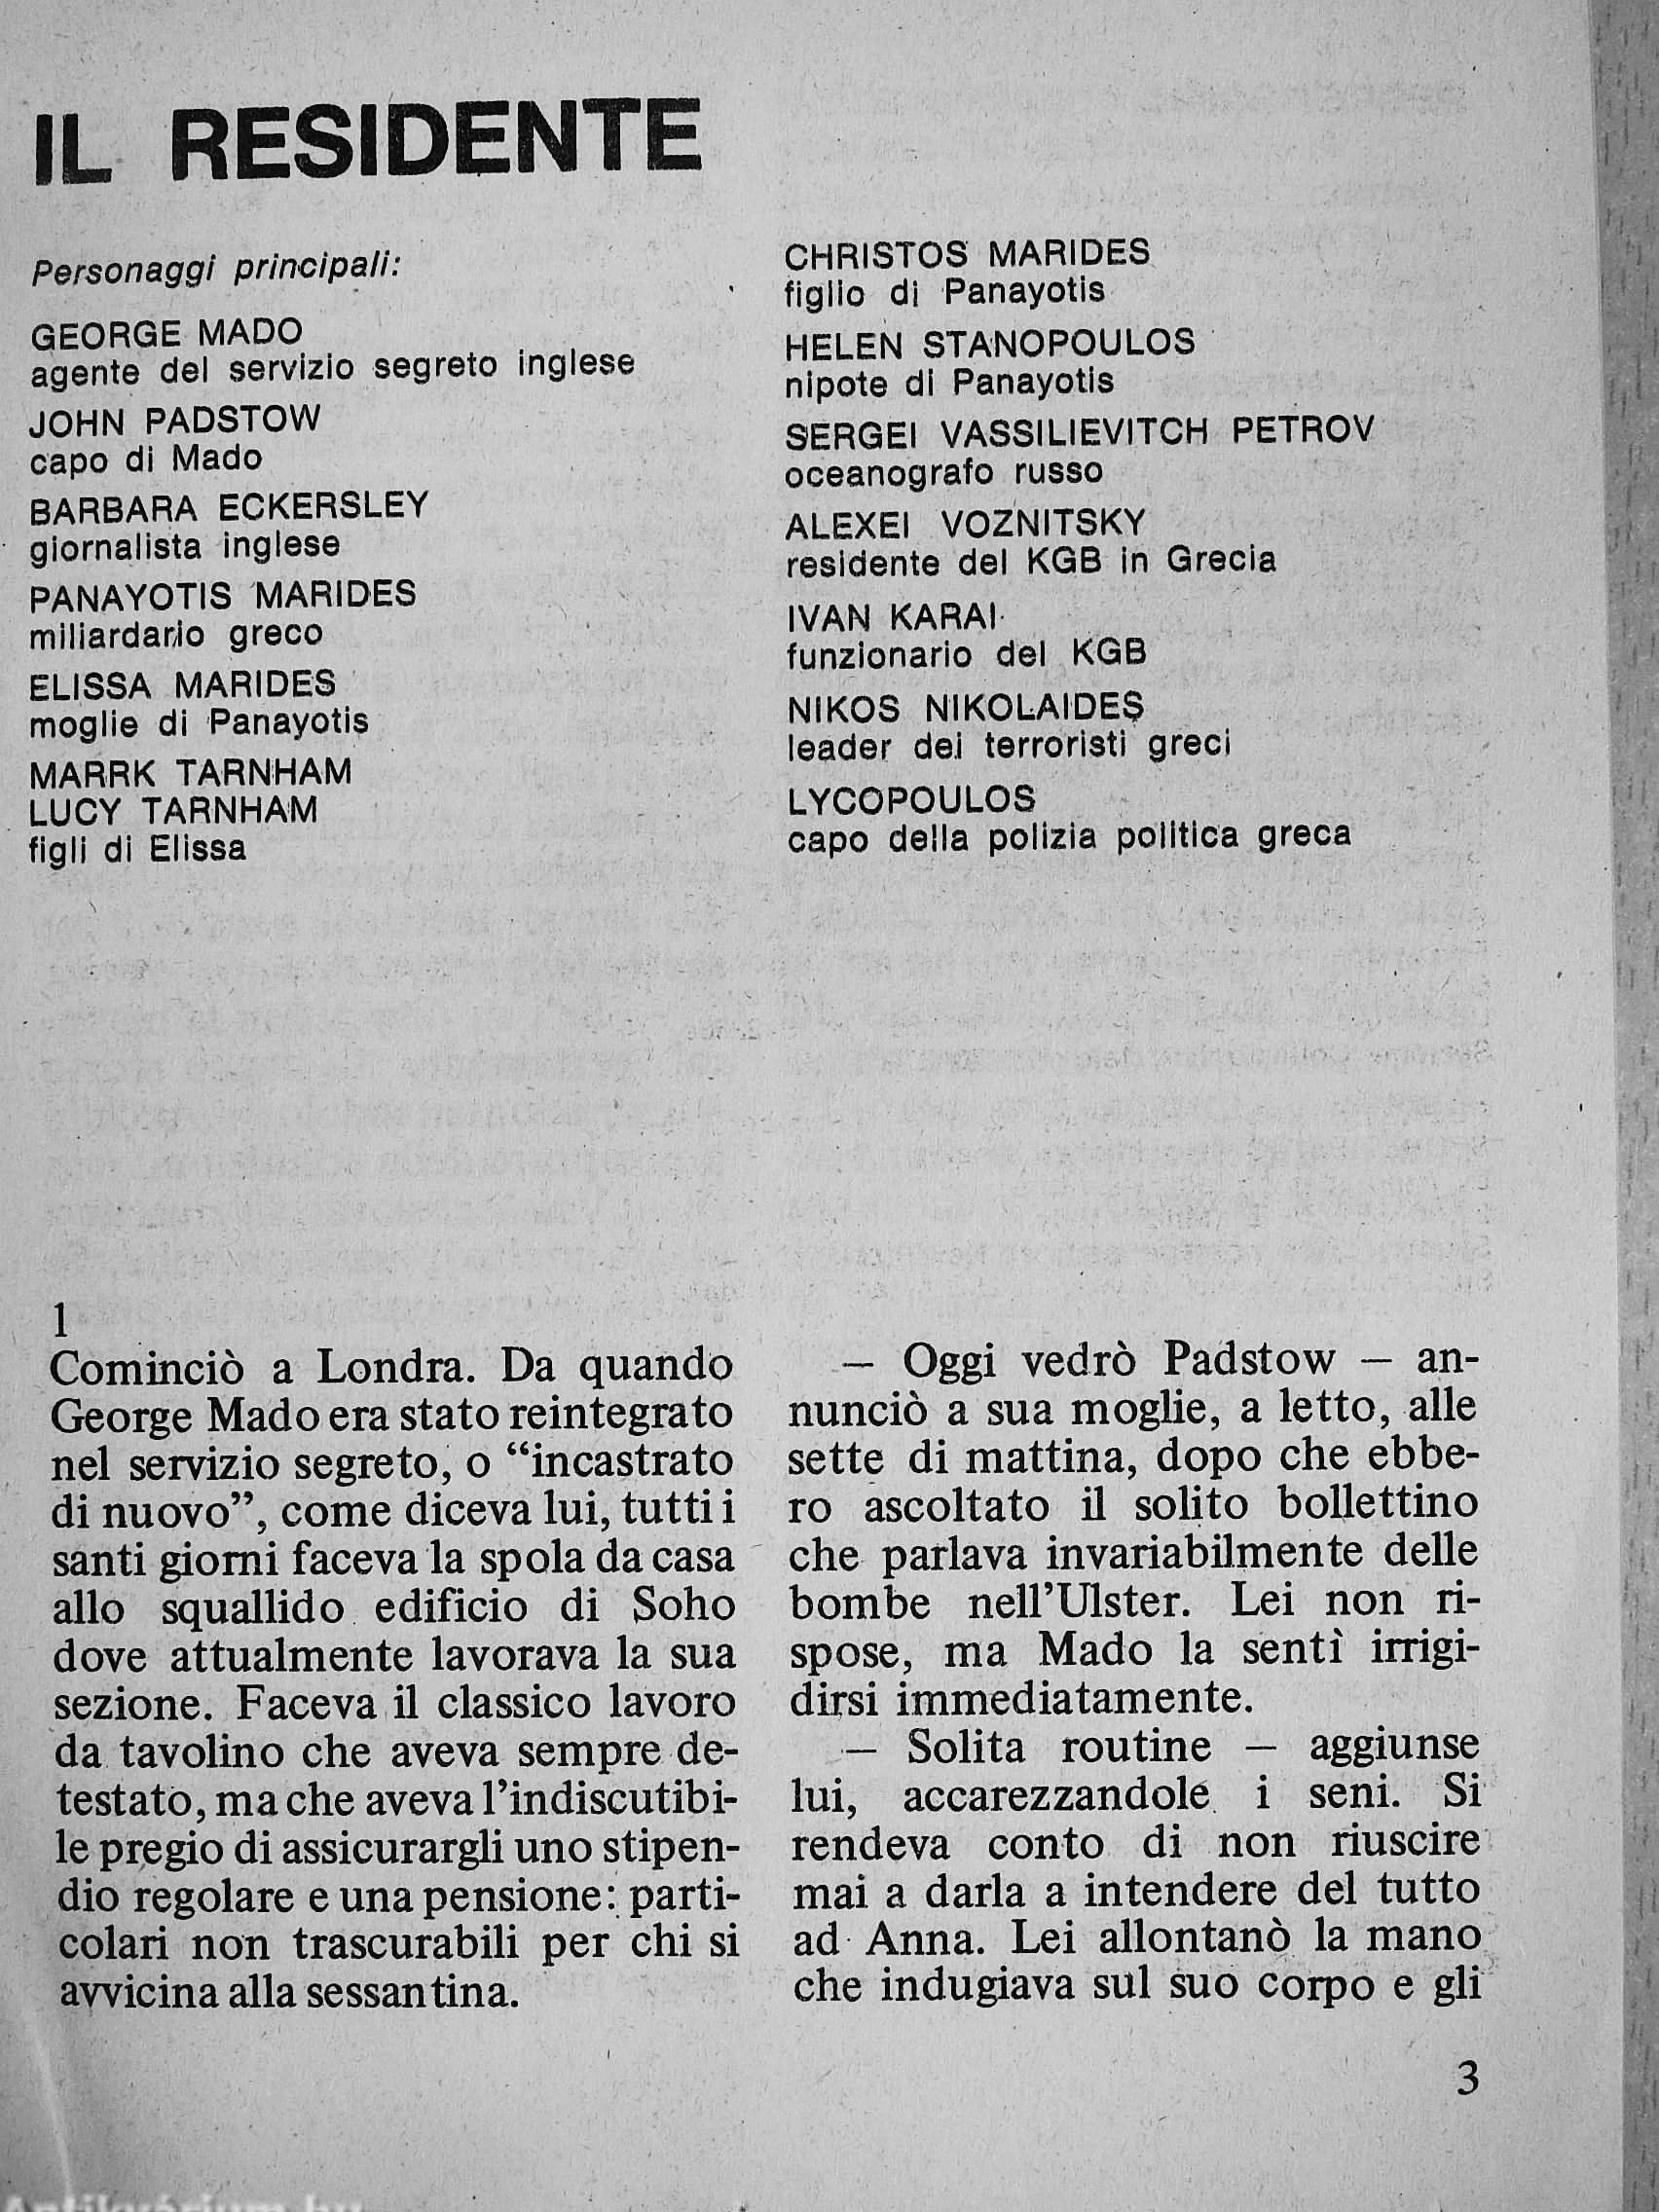 IL RESIDENTE
Personaggi principali:
GEORGE MADO
agente del servizio segreto inglese
JOHN PADSTOW
capo di Mado
BARBARA ECKERSLEY
giornalista inglese
PANAYOTIS MARIDES
miliardario greco
ELISSA MARIDES
moglie di Panayotis
MARRK TARNHAM
LUCY TARNHAM
figli di Elissa
CHRISTOS MARIDES
figlio di Panayotis
HELEN STANOPOULOS
nipote di Panayotis
SERGEI VASSILIEVITCH PETROV
oceanografo russo
ALEXEI VOZNITSKY
residente del KGB in Grecia
IVAN KARAI
funzionario del KGB
NIKOS NIKOLAIDES
leader dei terroristi greci
LYCOPOULOS
capo della polizia politica greca
1
Cominciò a Londra. Da quando
George Mado era stato reintegrato
nel servizio segreto, o “incastrato
di nuovo”, come diceva lui, tutti i
santi giorni faceva la spola da casa
allo squallido edificio di Soho
dove attualmente lavorava la sua
sezione. Faceva il classico lavoro
da tavolino che aveva sempre de-
testato, ma che aveva l’indiscutibi-
le pregio di assicurargli uno stipen-
dio regolare e una pensione: parti-
colari non trascurabili per chi si
avvicina alla sessantina.
— Oggi vedrò Padstow — an-
nunciò a sua moglie, a letto, alle
sette di mattina, dopo che ebbe-
ro ascoltato il solito bollettino
che parlava invariabilmente delle
bombe nell’Ulster. Lei non ri-
spose, ma Mado la sentì irrigi-
dirsi immediatamente.
— Solita routine — aggiunse
lui, accarezzandole i seni. Si
rendeva conto di non riuscire
mai a darla a intendere del tutto
ad Anna. Lei allontanò la mano
che indugiava sul suo corpo e gli
3